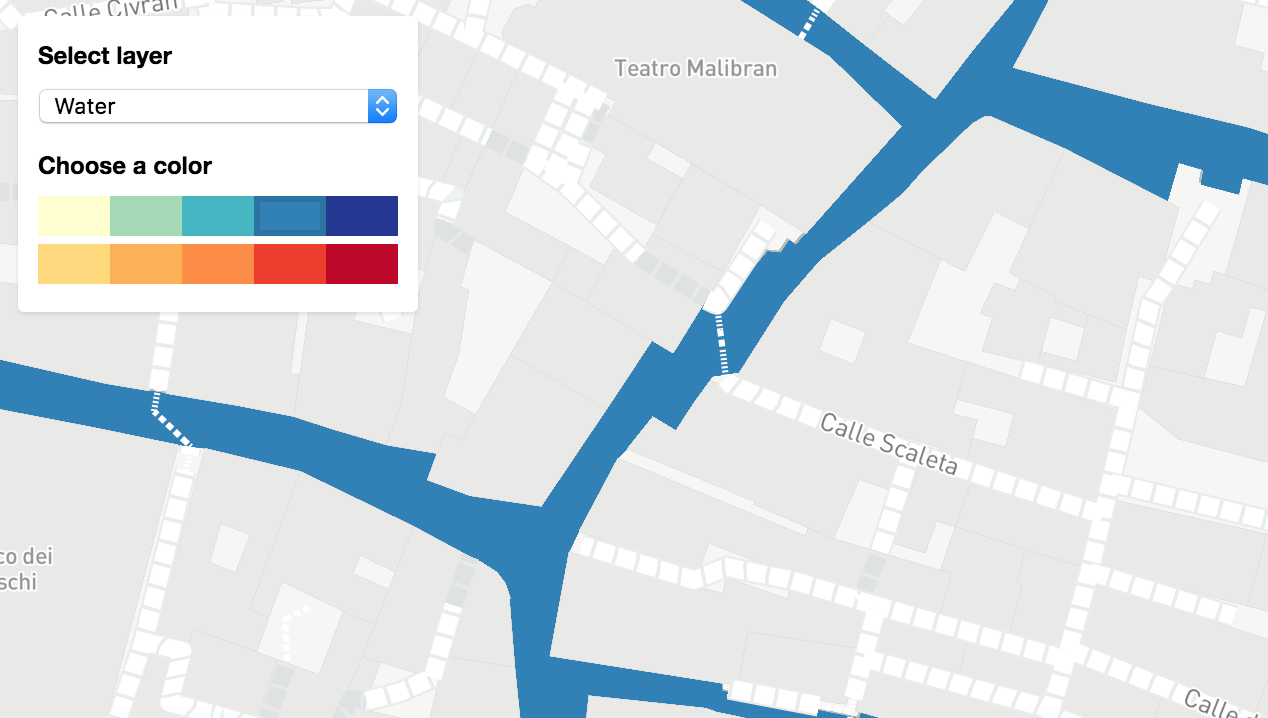 Calle Civran
Select layer
Water
Choose a color
Teatro Malibran
Calle Scaleta
co dei
schi
Calle d